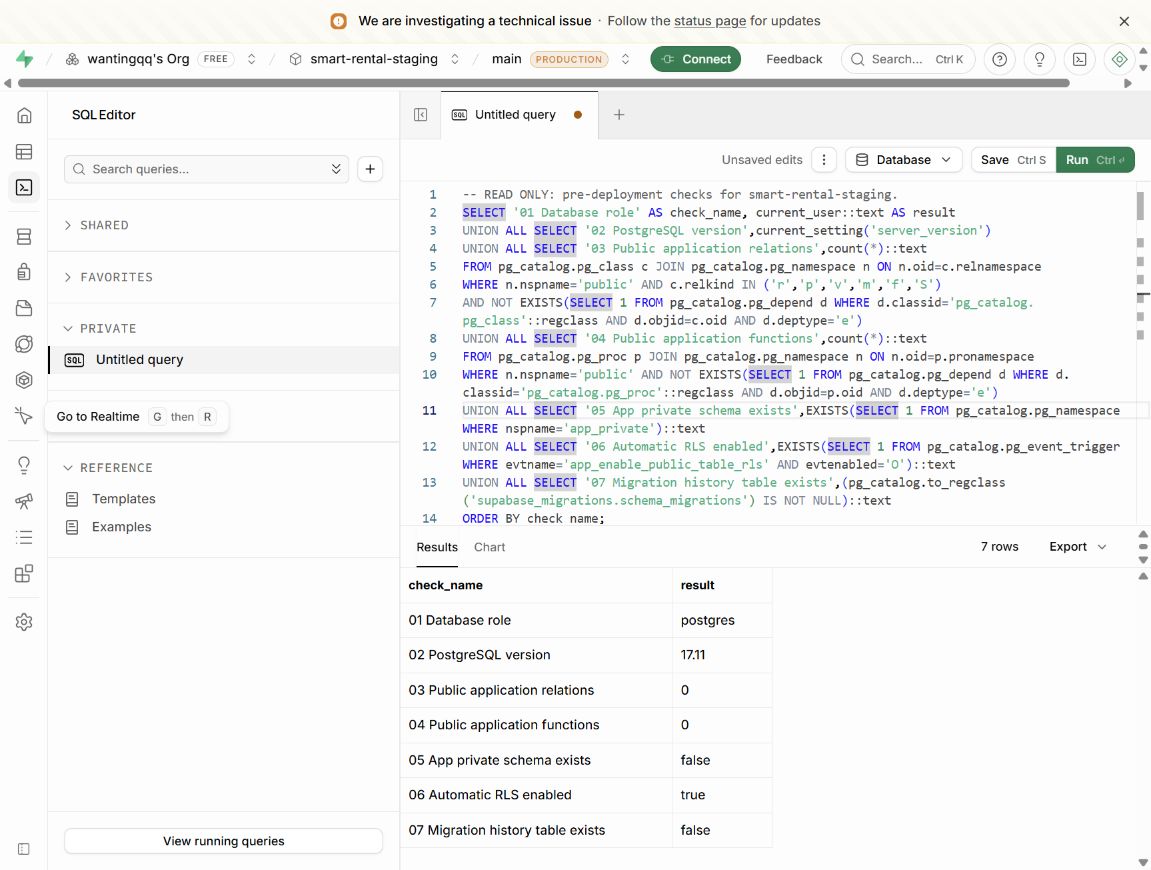 We are investigating a technical issue · Follow the status page for updates
wantingqq's Org FREE / smart-rental-staging / main PRODUCTION Connect Feedback Search... Ctrl K
SQL Editor
Search queries...
SHARED
FAVORITES
PRIVATE
SQL Untitled query
Go to Realtime G then R
REFERENCE
Templates
Examples
View running queries
SQL Untitled query
Unsaved edits Database Save Ctrl S Run Ctrl ↵
1 -- READ ONLY: pre-deployment checks for smart-rental-staging.
2 SELECT '01 Database role' AS check_name, current_user::text AS result
3 UNION ALL SELECT '02 PostgreSQL version',current_setting('server_version')
4 UNION ALL SELECT '03 Public application relations',count(*)::text
5 FROM pg_catalog.pg_class c JOIN pg_catalog.pg_namespace n ON n.oid=c.relnamespace
6 WHERE n.nspname='public' AND c.relkind IN ('r','p','v','m','f','S')
7 AND NOT EXISTS(SELECT 1 FROM pg_catalog.pg_depend d WHERE d.classid='pg_catalog.
pg_class'::regclass AND d.objid=c.oid AND d.deptype='e')
8 UNION ALL SELECT '04 Public application functions',count(*)::text
9 FROM pg_catalog.pg_proc p JOIN pg_catalog.pg_namespace n ON n.oid=p.pronamespace
10 WHERE n.nspname='public' AND NOT EXISTS(SELECT 1 FROM pg_catalog.pg_depend d WHERE d.
classid='pg_catalog.pg_proc'::regclass AND d.objid=p.oid AND d.deptype='e')
11 UNION ALL SELECT '05 App private schema exists',EXISTS(SELECT 1 FROM pg_catalog.pg_namespace
WHERE nspname='app_private')::text
12 UNION ALL SELECT '06 Automatic RLS enabled',EXISTS(SELECT 1 FROM pg_catalog.pg_event_trigger
WHERE evtname='app_enable_public_table_rls' AND evtenabled='O')::text
13 UNION ALL SELECT '07 Migration history table exists',(pg_catalog.to_regclass
('supabase_migrations.schema_migrations') IS NOT NULL)::text
14 ORDER BY check_name;
Results Chart 7 rows Export
check_name result
01 Database role postgres
02 PostgreSQL version 17.11
03 Public application relations 0
04 Public application functions 0
05 App private schema exists false
06 Automatic RLS enabled true
07 Migration history table exists false